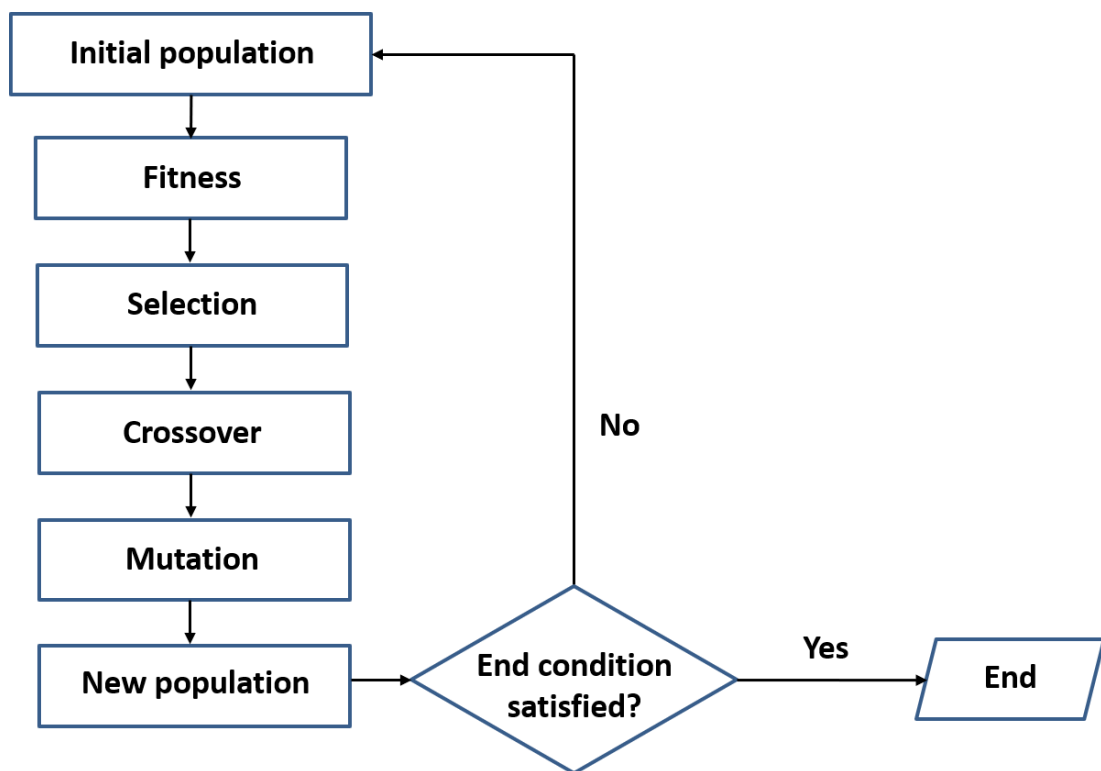 Initial population
Fitness
Selection
Crossover
Mutation
New population
End condition
satisfied?
No
Yes
End